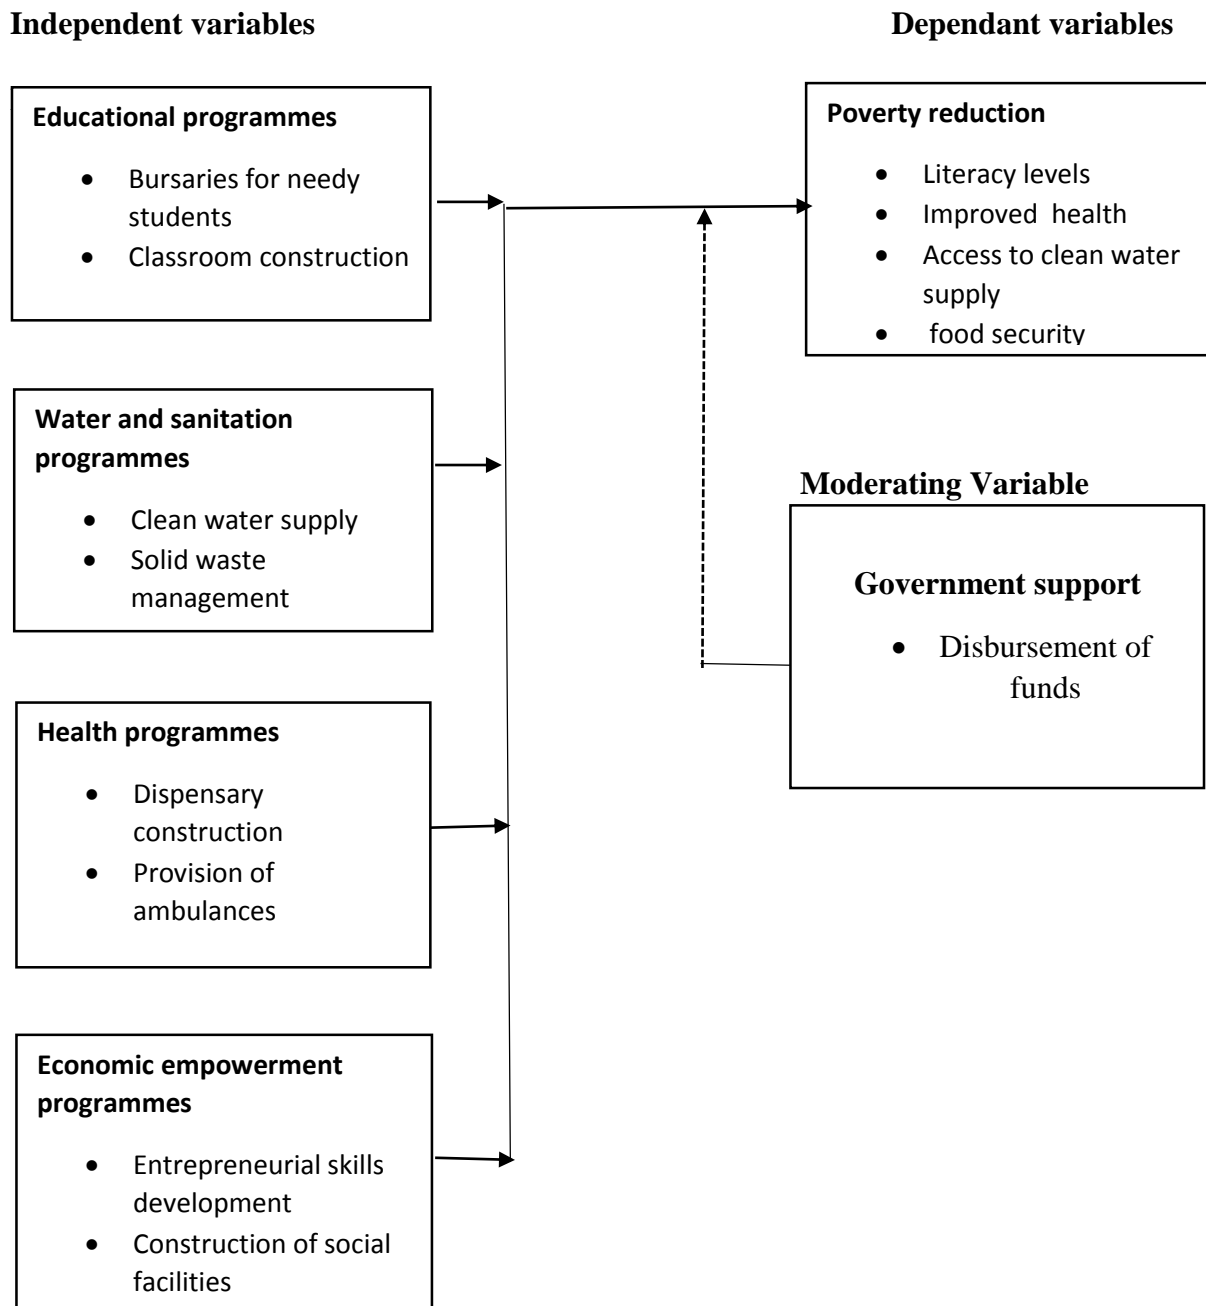 Independent variables
Dependant variables
Educational programmes
• Bursaries for needy
students
• Classroom construction
Poverty reduction
• Literacy levels
• Improved health
• Access to clean water
supply
• food security
Water and sanitation
programmes
• Clean water supply
• Solid waste
management
Moderating Variable
Government support
• Disbursement of
funds
Health programmes
• Dispensary
construction
• Provision of
ambulances
Economic empowerment
programmes
• Entrepreneurial skills
development
• Construction of social
facilities